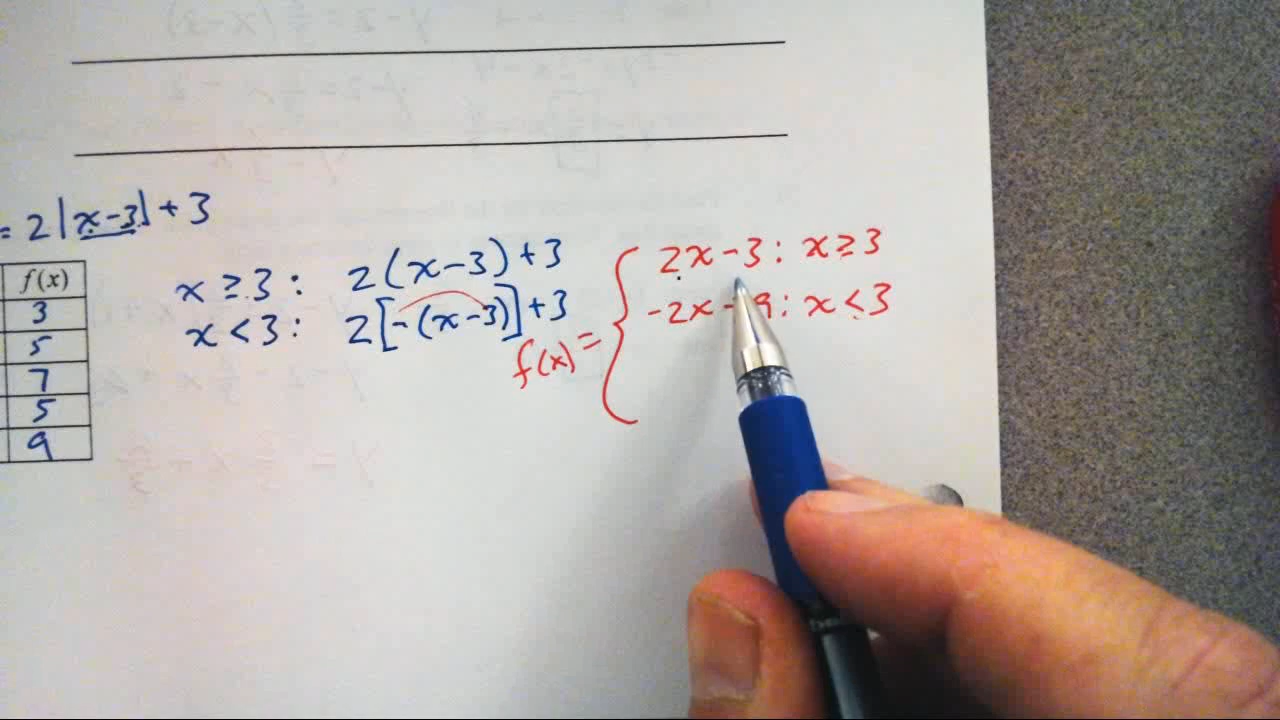 = 2|x-3| + 3
f(x)
3
5
7
5
9
x ≥ 3 : 2(x-3) + 3
x < 3 : 2[-(x-3)] + 3
f(x) =
2x - 3 : x ≥ 3
-2x - 9 : x < 3